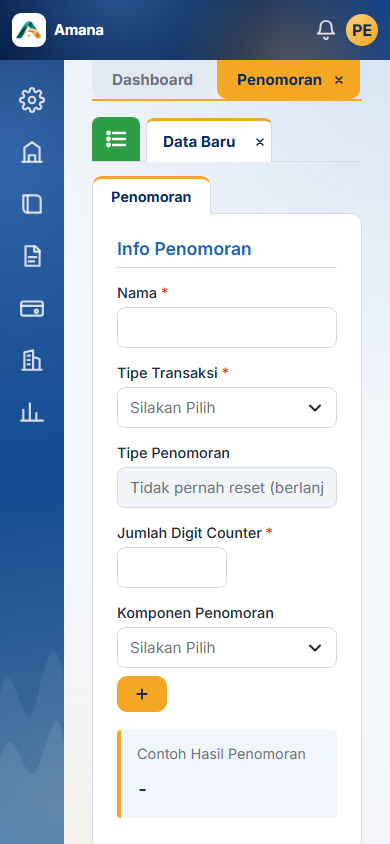 Amana
PE
Dashboard
Penomoran ×
Data Baru ×
Penomoran
Info Penomoran
Nama *
Tipe Transaksi *
Silakan Pilih
Tipe Penomoran
Tidak pernah reset (berlanj
Jumlah Digit Counter *
Komponen Penomoran
Silakan Pilih
+
Contoh Hasil Penomoran
-